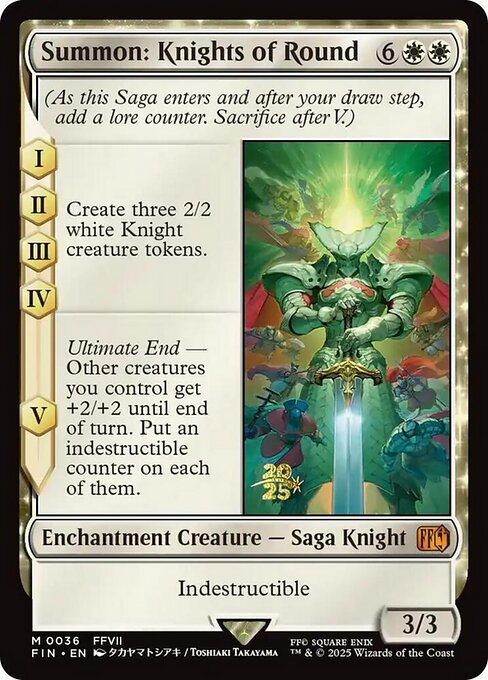 Summon: Knights of Round 6
(As this Saga enters and after your draw step,
add a lore counter. Sacrifice after V.)
I
II
III
IV
Create three 2/2
white Knight
creature tokens.
V
Ultimate End —
Other creatures
you control get
+2/+2 until end
of turn. Put an
indestructible
counter on each
of them.
2025
Enchantment Creature — Saga Knight
FF
Indestructible
3/3
M 0036 FFVII
FIN • EN タカヤマトシアキ / Toshiaki Takayama
FF© SQUARE ENIX
™ & © 2025 Wizards of the Coast